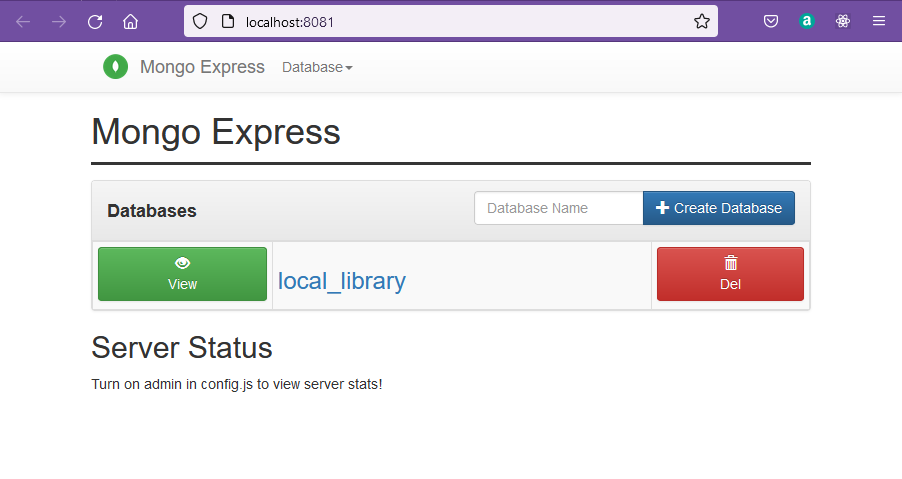 localhost:8081
Mongo Express Database
Mongo Express
Databases Database Name Create Database
View local_library Del
Server Status
Turn on admin in config.js to view server stats!